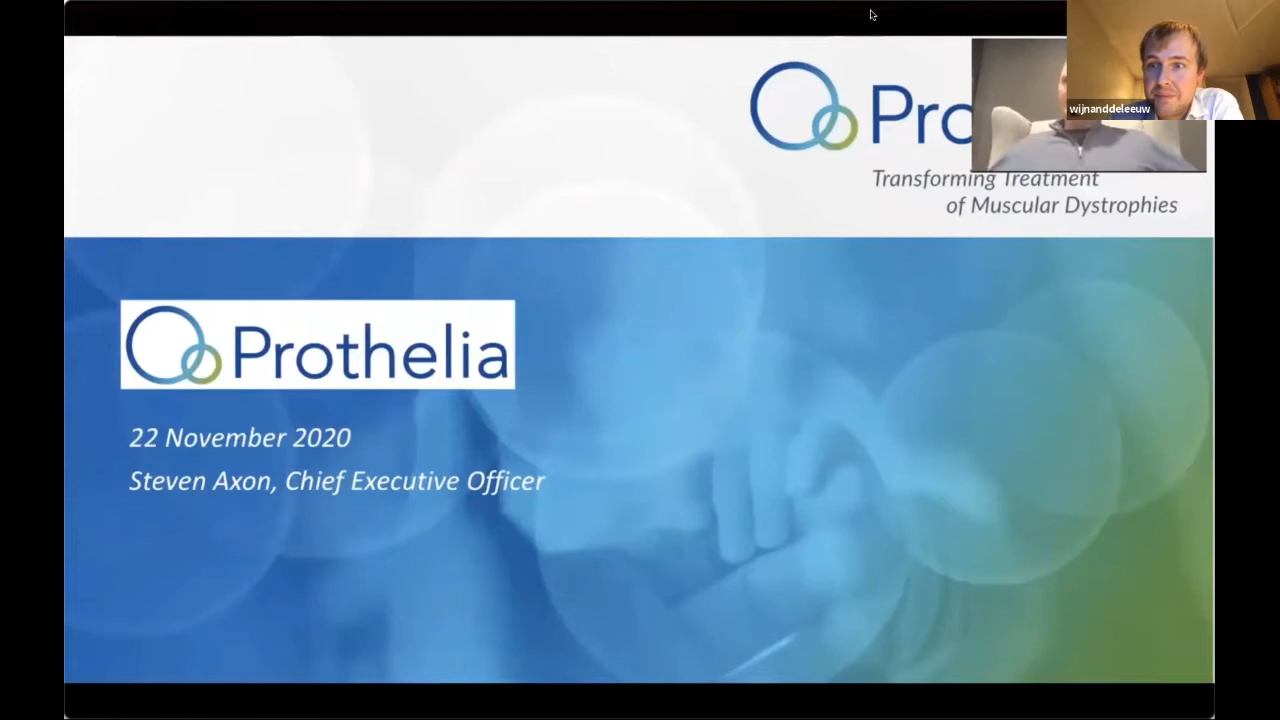 Pro
wijnanddeleeuw
Transforming Treatment
of Muscular Dystrophies
Prothelia
22 November 2020
Steven Axon, Chief Executive Officer